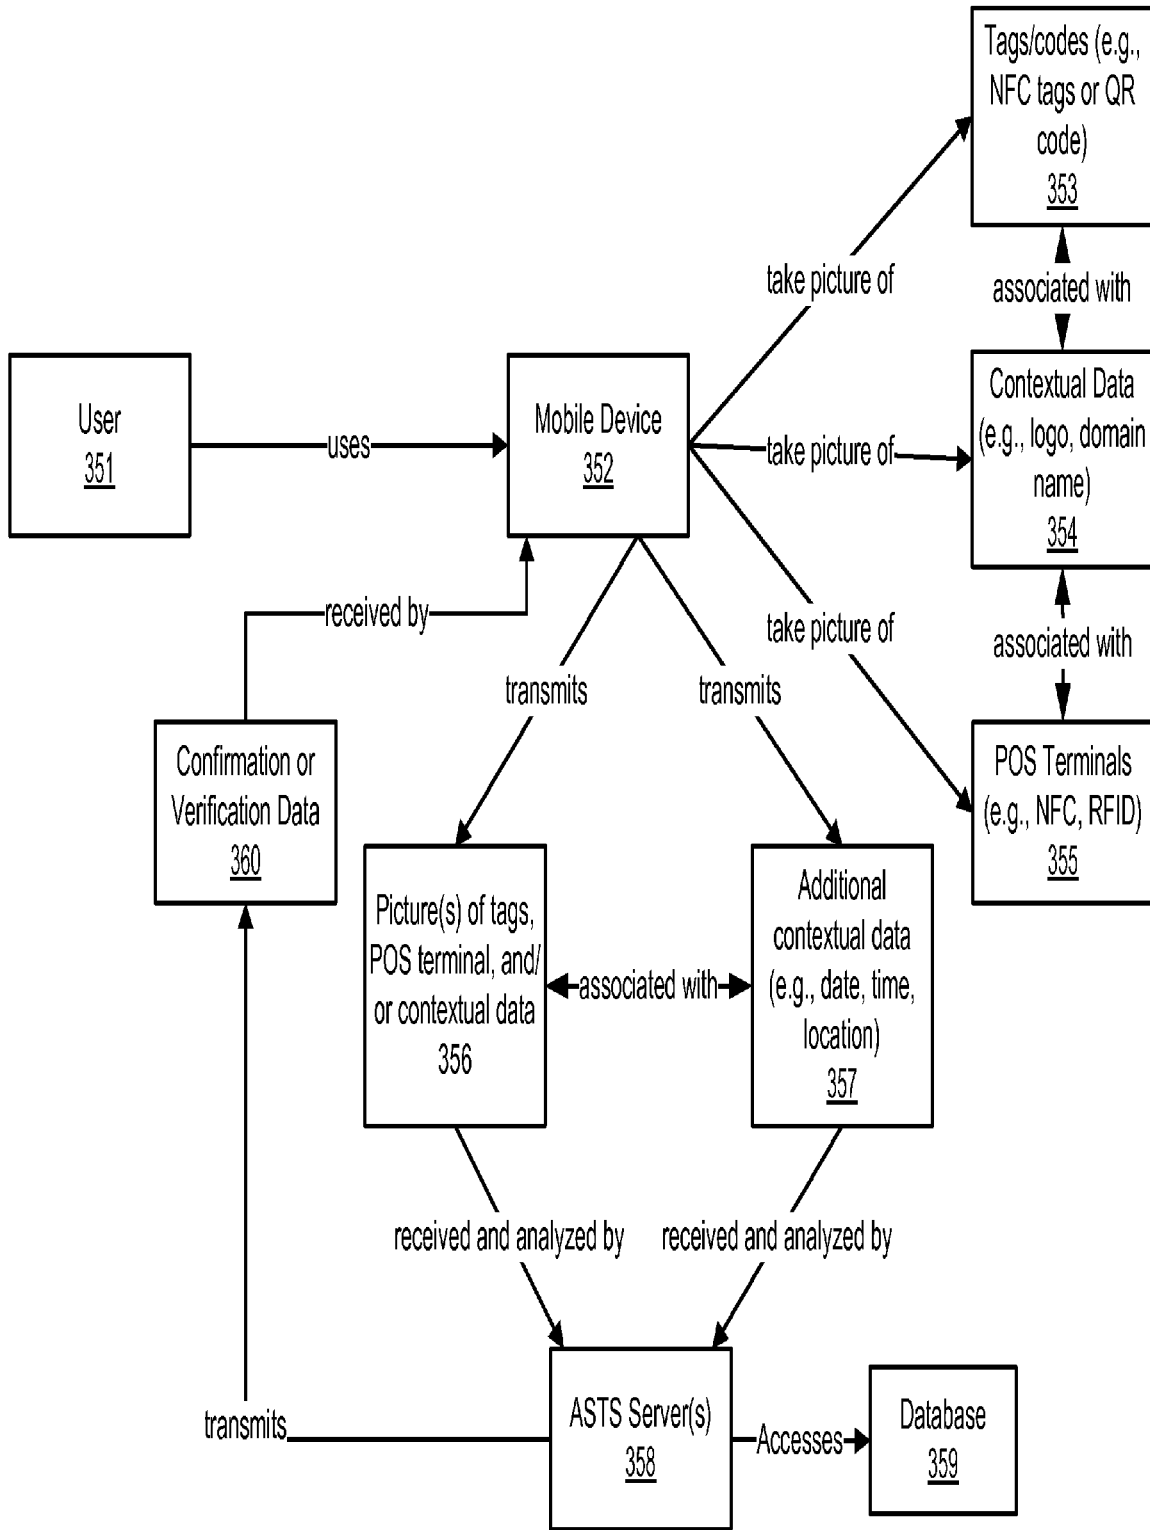 Tags/codes (e.g.,
NFC tags or QR
code)
353
take picture of
associated with
User
351
uses
Mobile Device
352
take picture of
Contextual Data
(e.g., logo, domain
name)
354
received by
take picture of
associated with
transmits
transmits
Confirmation or
Verification Data
360
POS Terminals
(e.g., NFC, RFID)
355
Picture(s) of tags,
POS terminal, and/
or contextual data
356
associated with
Additional
contextual data
(e.g., date, time,
location)
357
received and analyzed by
received and analyzed by
transmits
ASTS Server(s)
358
Accesses
Database
359